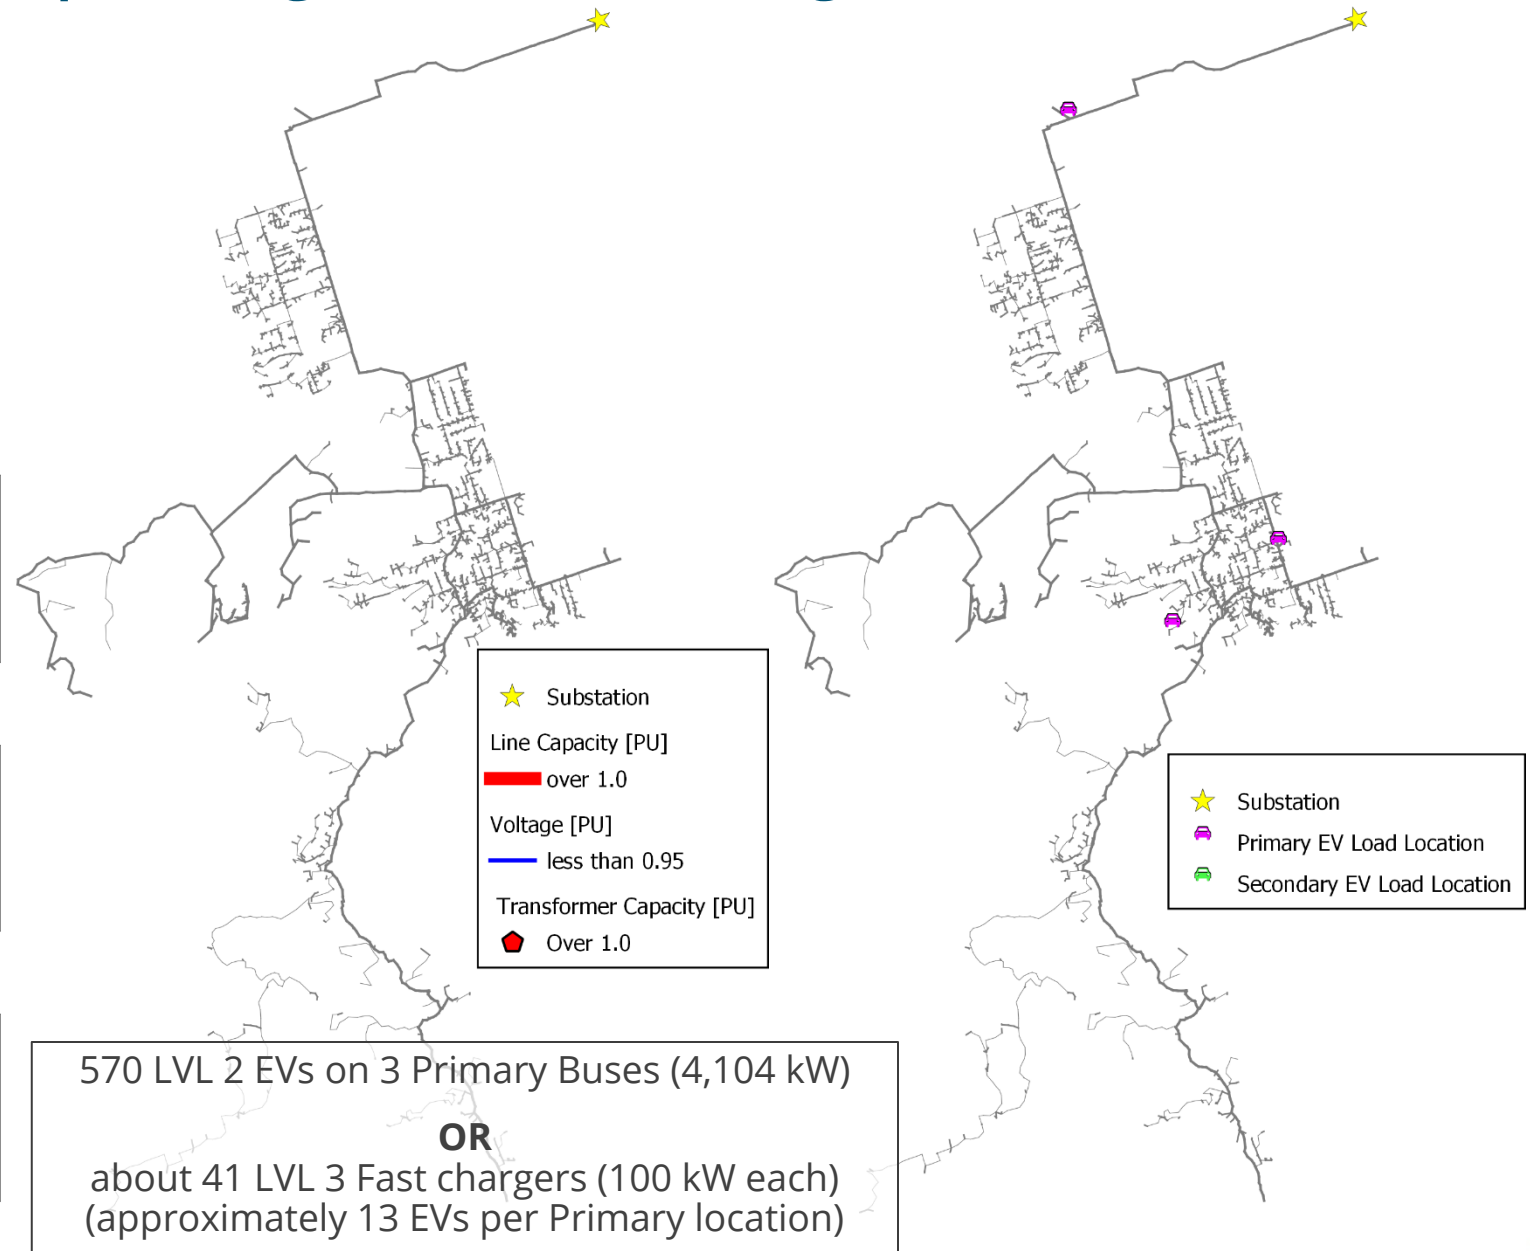 Substation
Line Capacity [PU]
over 1.0
Voltage [PU]
less than 0.95
Transformer Capacity [PU]
Over 1.0
Substation
Primary EV Load Location
Secondary EV Load Location
570 LVL 2 EVs on 3 Primary Buses (4,104 kW)
OR
about 41 LVL 3 Fast chargers (100 kW each)
(approximately 13 EVs per Primary location)